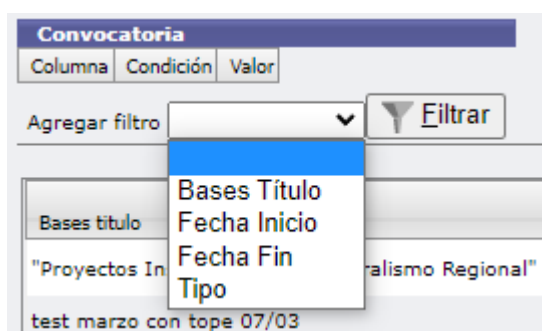 Convocatoria
Columna Condición Valor
Agregar filtro Filtrar
Bases Título
Fecha Inicio
Fecha Fin
Tipo
Bases titulo
"Proyectos In ralismo Regional"
test marzo con tope 07/03